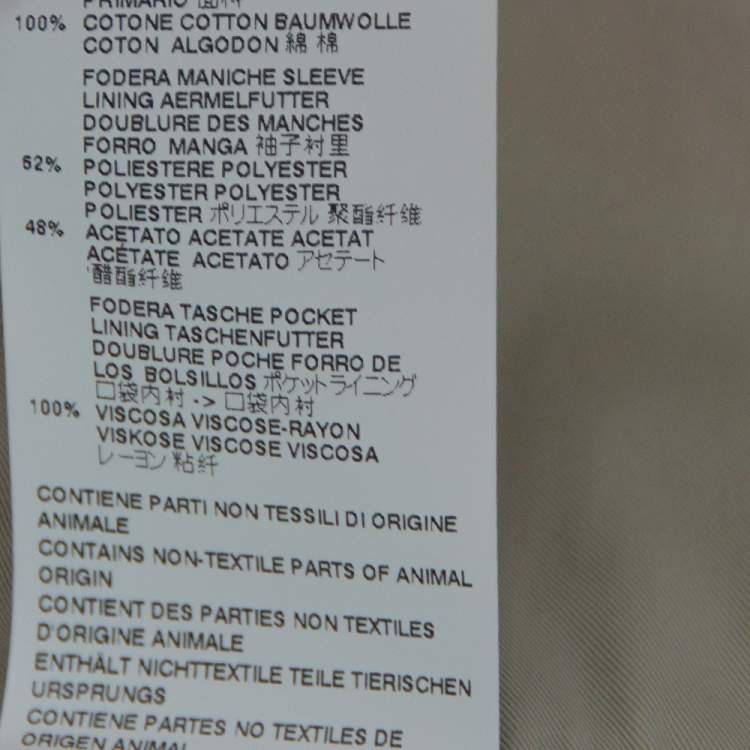 PRIMARIO 面料
100% COTONE COTTON BAUMWOLLE
COTON ALGODON 綿 棉
FODERA MANICHE SLEEVE
LINING AERMELFUTTER
DOUBLURE DES MANCHES
FORRO MANGA 袖子衬里
52% POLIESTERE POLYESTER
POLYESTER POLYESTER
POLIESTER ポリエステル 聚酯纤维
48% ACETATO ACETATE ACETAT
ACÉTATE ACETATO アセテート
醋酯纤维
FODERA TASCHE POCKET
LINING TASCHENFUTTER
DOUBLURE POCHE FORRO DE
LOS BOLSILLOS ポケットライニング
口袋内衬 -> 口袋内衬
100% VISCOSA VISCOSE-RAYON
VISKOSE VISCOSE VISCOSA
レーヨン 粘纤
CONTIENE PARTI NON TESSILI DI ORIGINE
ANIMALE
CONTAINS NON-TEXTILE PARTS OF ANIMAL
ORIGIN
CONTIENT DES PARTIES NON TEXTILES
D'ORIGINE ANIMALE
ENTHÄLT NICHTTEXTILE TEILE TIERISCHEN
URSPRUNGS
CONTIENE PARTES NO TEXTILES DE
ORIGEN ANIMAL